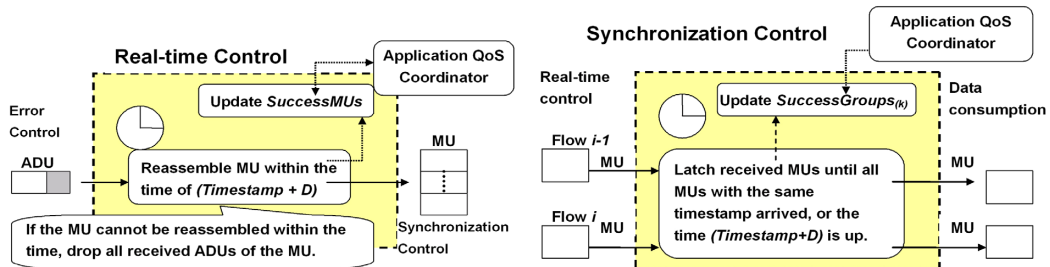 Real-time Control
Application QoS
Coordinator
Update SuccessMUs
Error
Control
ADU
MU
Reassemble MU within the
time of (Timestamp + D)
If the MU cannot be reassembled within the
time, drop all received ADUs of the MU.
Synchronization
Control
Synchronization Control
Application QoS
Coordinator
Real-time
control
Update SuccessGroups(k)
Data
consumption
Flow i-1
MU
Latch received MUs until all
MUs with the same
timestamp arrived, or the
time (Timestamp+D) is up.
MU
Flow i
MU
MU